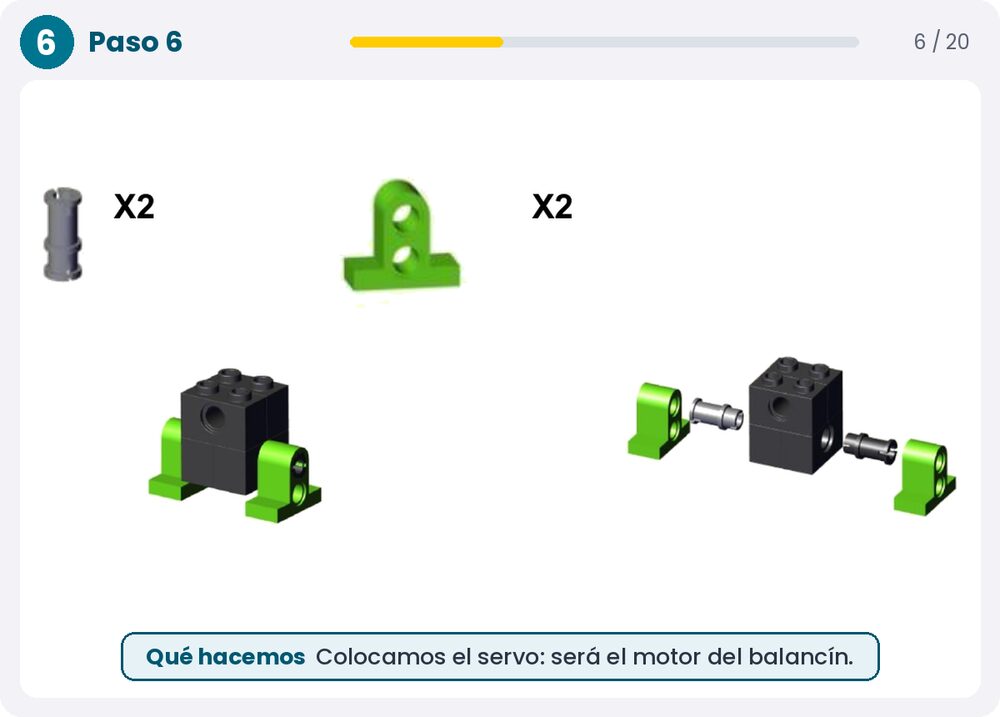 6 Paso 6 6 / 20
X2 X2
Qué hacemos Colocamos el servo: será el motor del balancín.